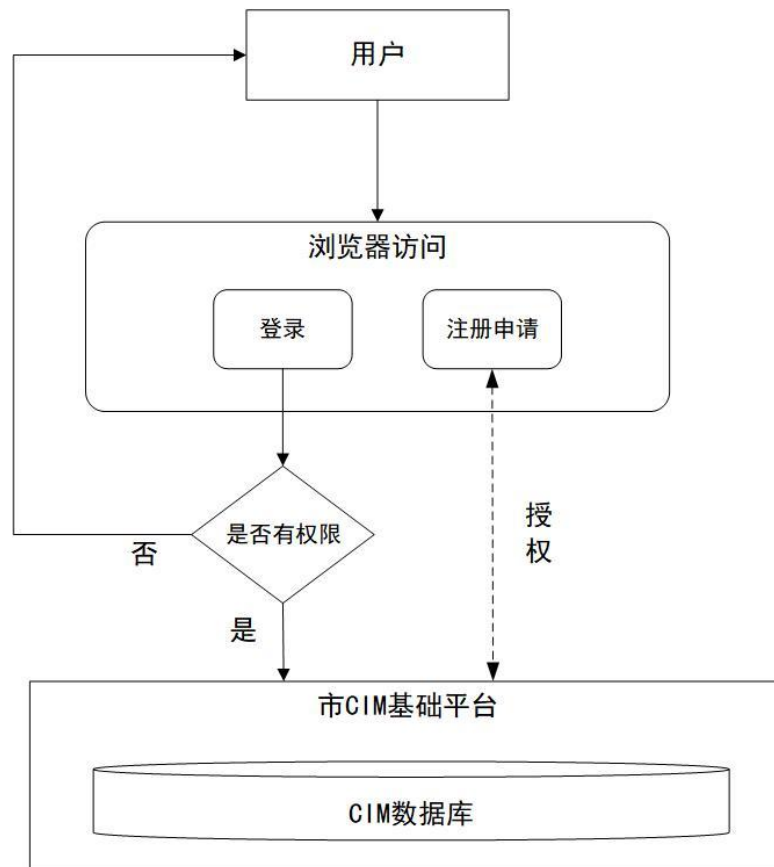 用户
浏览器访问
登录
注册申请
是否有权限
否
是
授
权
市CIM基础平台
CIM数据库